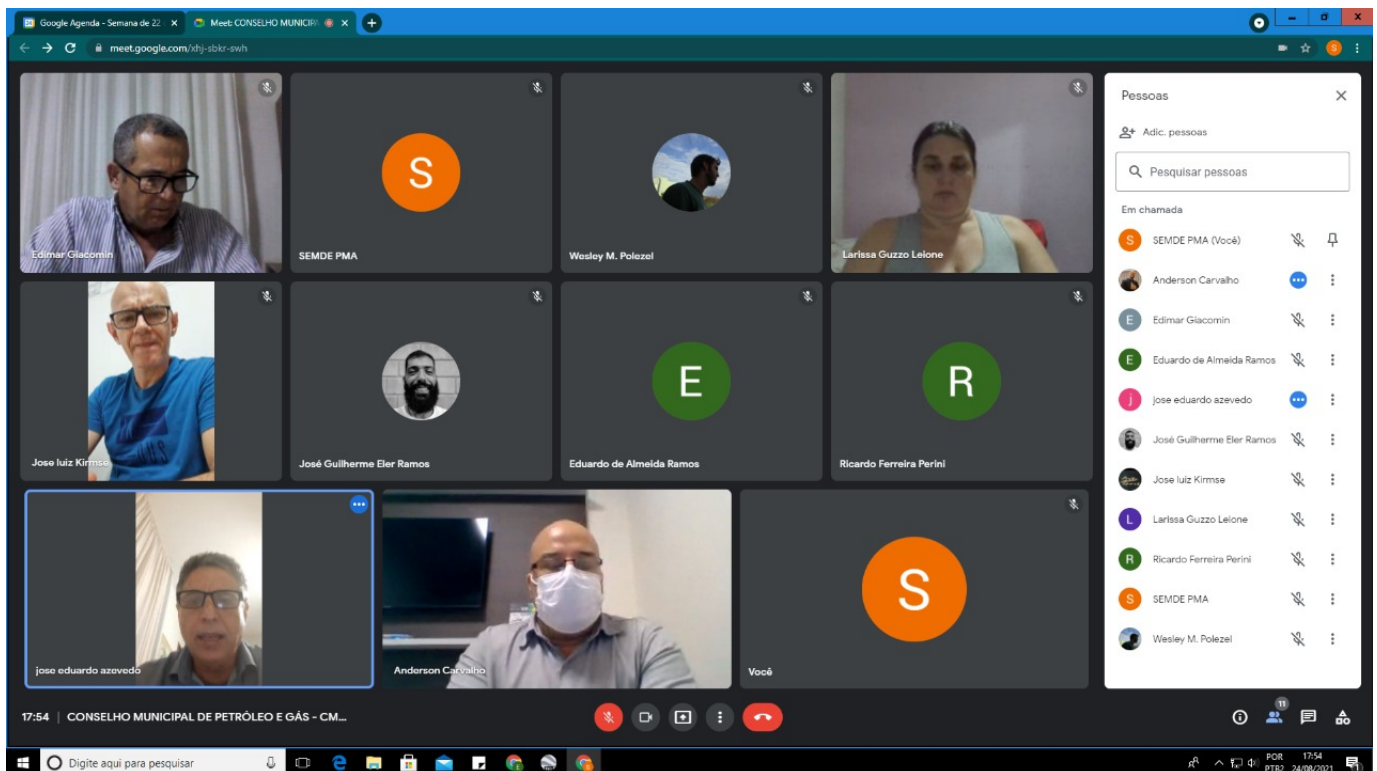 Google Agenda - Semana de 22
Meet: CONSELHO MUNICIP
meet.google.com/xhj-sbkr-swh
S
Edimar Giacomin
SEMDE PMA
S
Wesley M. Polezel
Larissa Guzzo Leione
Jose luiz Kirmse
José Guilherme Eler Ramos
E
Eduardo de Almeida Ramos
R
Ricardo Ferreira Perini
jose eduardo azevedo
Anderson Carvalho
S
Você
Pessoas
Adic. pessoas
Pesquisar pessoas
Em chamada
S SEMDE PMA (Você)
Anderson Carvalho
E Edimar Giacomin
E Eduardo de Almeida Ramos
j jose eduardo azevedo
José Guilherme Eler Ramos
Jose luiz Kirmse
L Larissa Guzzo Leione
R Ricardo Ferreira Perini
S SEMDE PMA
Wesley M. Polezel
17:54 | CONSELHO MUNICIPAL DE PETRÓLEO E GÁS - CM...
11
Digite aqui para pesquisar
POR
PTB2
17:54
24/08/2021